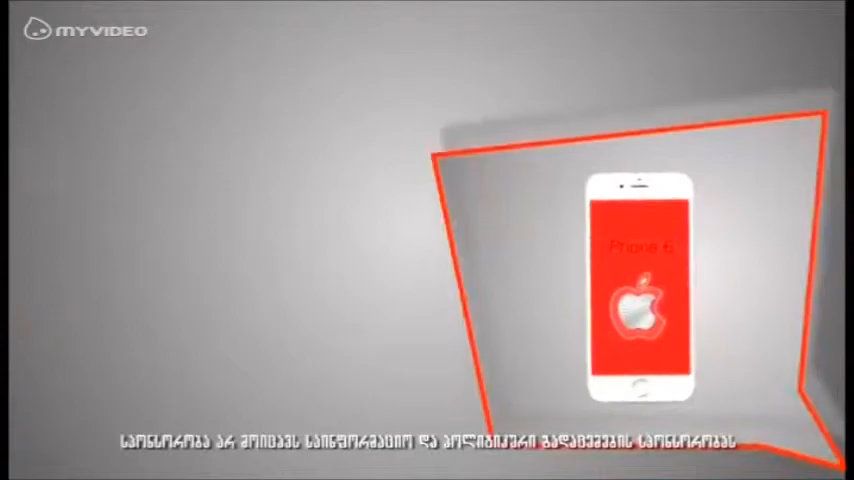 MYVIDEO
iPhone 6
სპონსორობა არ მოიცავს საინფორმაციო და პოლიტიკური გადაცემების სპონსორობას